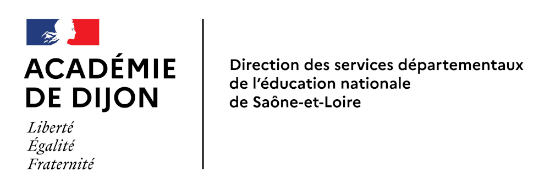 ACADÉMIE
DE DIJON
Liberté
Égalité
Fraternité
Direction des services départementaux
de l'éducation nationale
de Saône-et-Loire